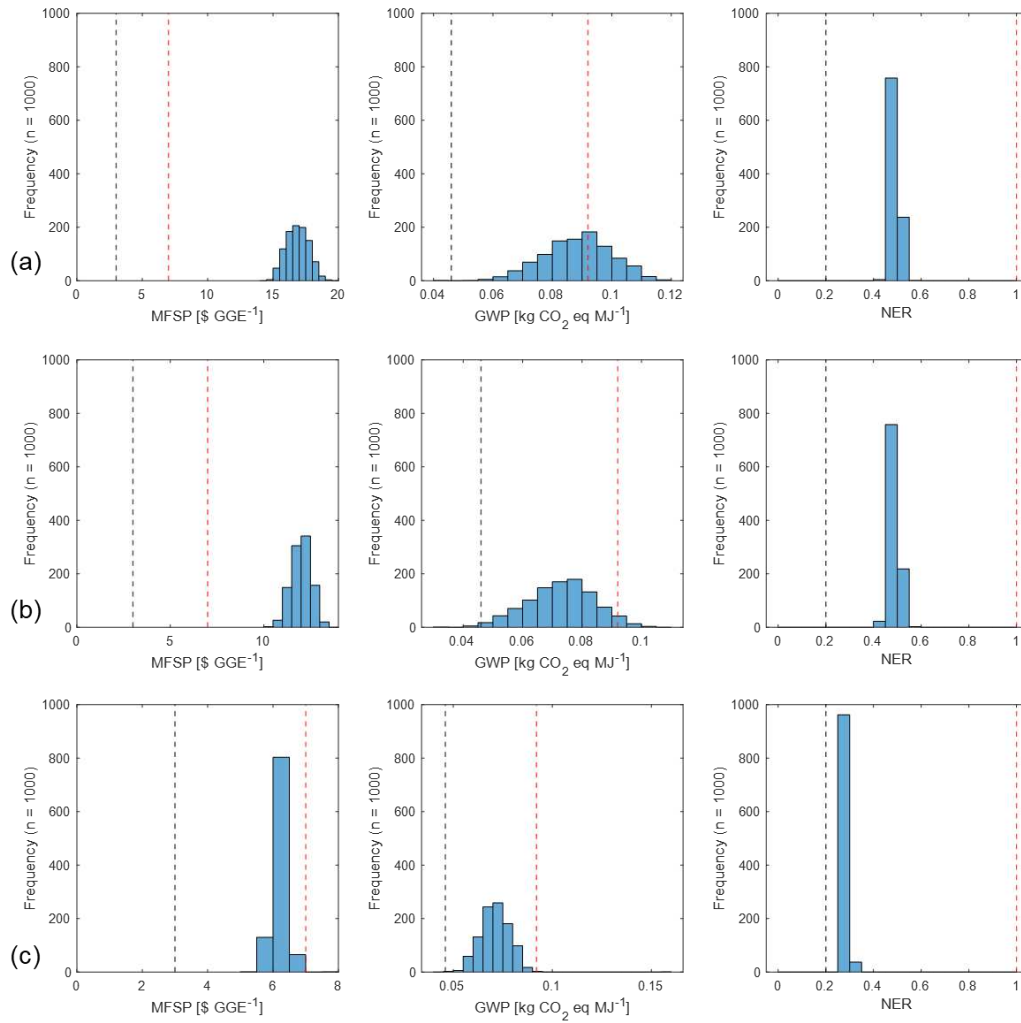 1000
800
600
400
200
0
Frequency (n = 1000)
0 5 10 15 20
MFSP [$ GGE⁻¹]
1000
800
600
400
200
0
Frequency (n = 1000)
0.04 0.06 0.08 0.1 0.12
GWP [kg CO₂ eq MJ⁻¹]
1000
800
600
400
200
0
Frequency (n = 1000)
0 0.2 0.4 0.6 0.8 1
NER
(a)
1000
800
600
400
200
0
Frequency (n = 1000)
0 5 10
MFSP [$ GGE⁻¹]
1000
800
600
400
200
0
Frequency (n = 1000)
0.04 0.06 0.08 0.1
GWP [kg CO₂ eq MJ⁻¹]
1000
800
600
400
200
0
Frequency (n = 1000)
0 0.2 0.4 0.6 0.8 1
NER
(b)
1000
800
600
400
200
0
Frequency (n = 1000)
0 2 4 6 8
MFSP [$ GGE⁻¹]
1000
800
600
400
200
0
Frequency (n = 1000)
0.05 0.1 0.15
GWP [kg CO₂ eq MJ⁻¹]
1000
800
600
400
200
0
Frequency (n = 1000)
0 0.2 0.4 0.6 0.8 1
NER
(c)